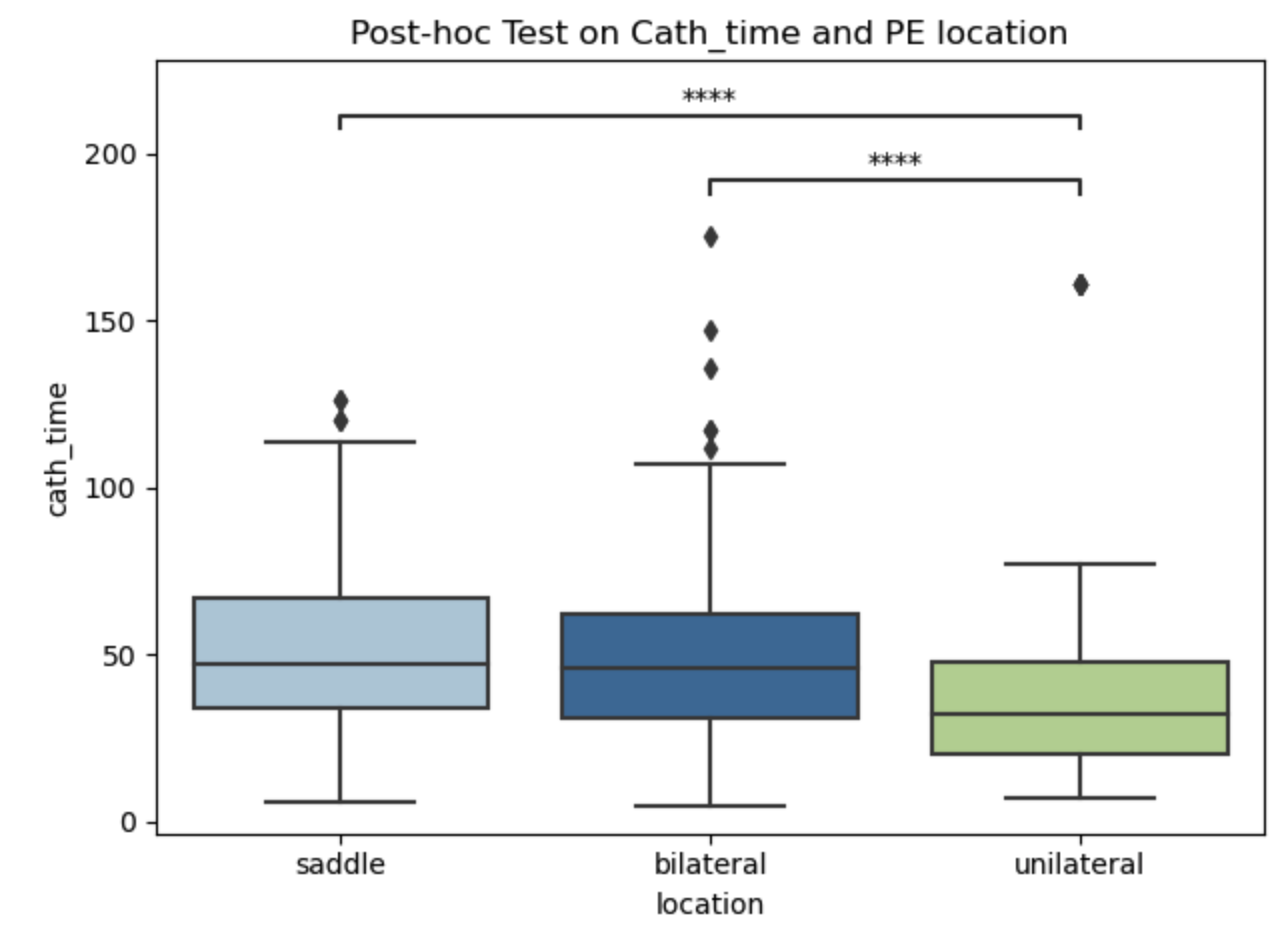 Post-hoc Test on Cath_time and PE location
****
****
200
150
100
50
0
cath_time
saddle bilateral unilateral
location